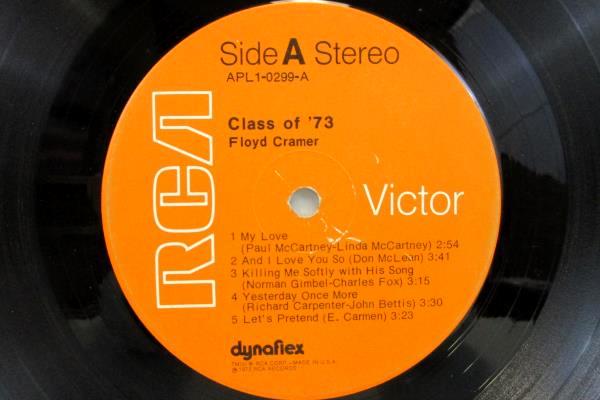 Side A Stereo
APL1-0299-A
Class of '73
Floyd Cramer
RCA
Victor
1 My Love
(Paul McCartney-Linda McCartney) 2:54
2 And I Love You So (Don McLean) 3:41
3 Killing Me Softly with His Song
(Norman Gimbel-Charles Fox) 3:15
4 Yesterday Once More
(Richard Carpenter-John Bettis) 3:30
5 Let's Pretend (E. Carmen) 3:23
dynaflex
TM(s) ® RCA CORP.-MADE IN U.S.A.
℗ 1973 RCA RECORDS